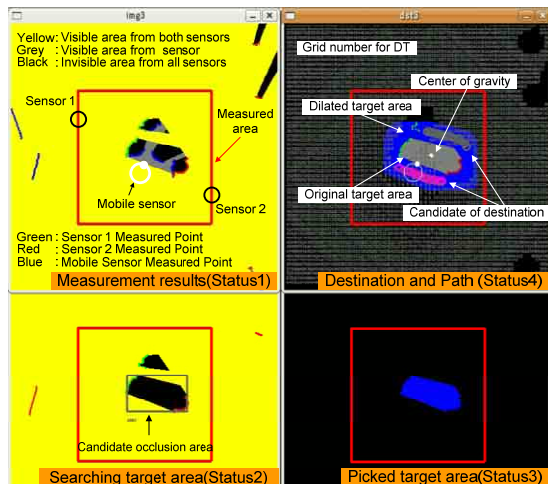 img3
Yellow: Visible area from both sensors
Grey : Visible area from sensor
Black : Invisible area from all sensors
Sensor 1
Measured
area
Mobile sensor
Sensor 2
Green : Sensor 1 Measured Point
Red : Sensor 2 Measured Point
Blue : Mobile Sensor Measured Point
Measurement results(Status1)
dst3
Grid number for DT
Center of gravity
Dilated target area
Original target area
Candidate of destination
Destination and Path (Status4)
Candidate occlusion area
Searching target area(Status2)
Picked target area(Status3)